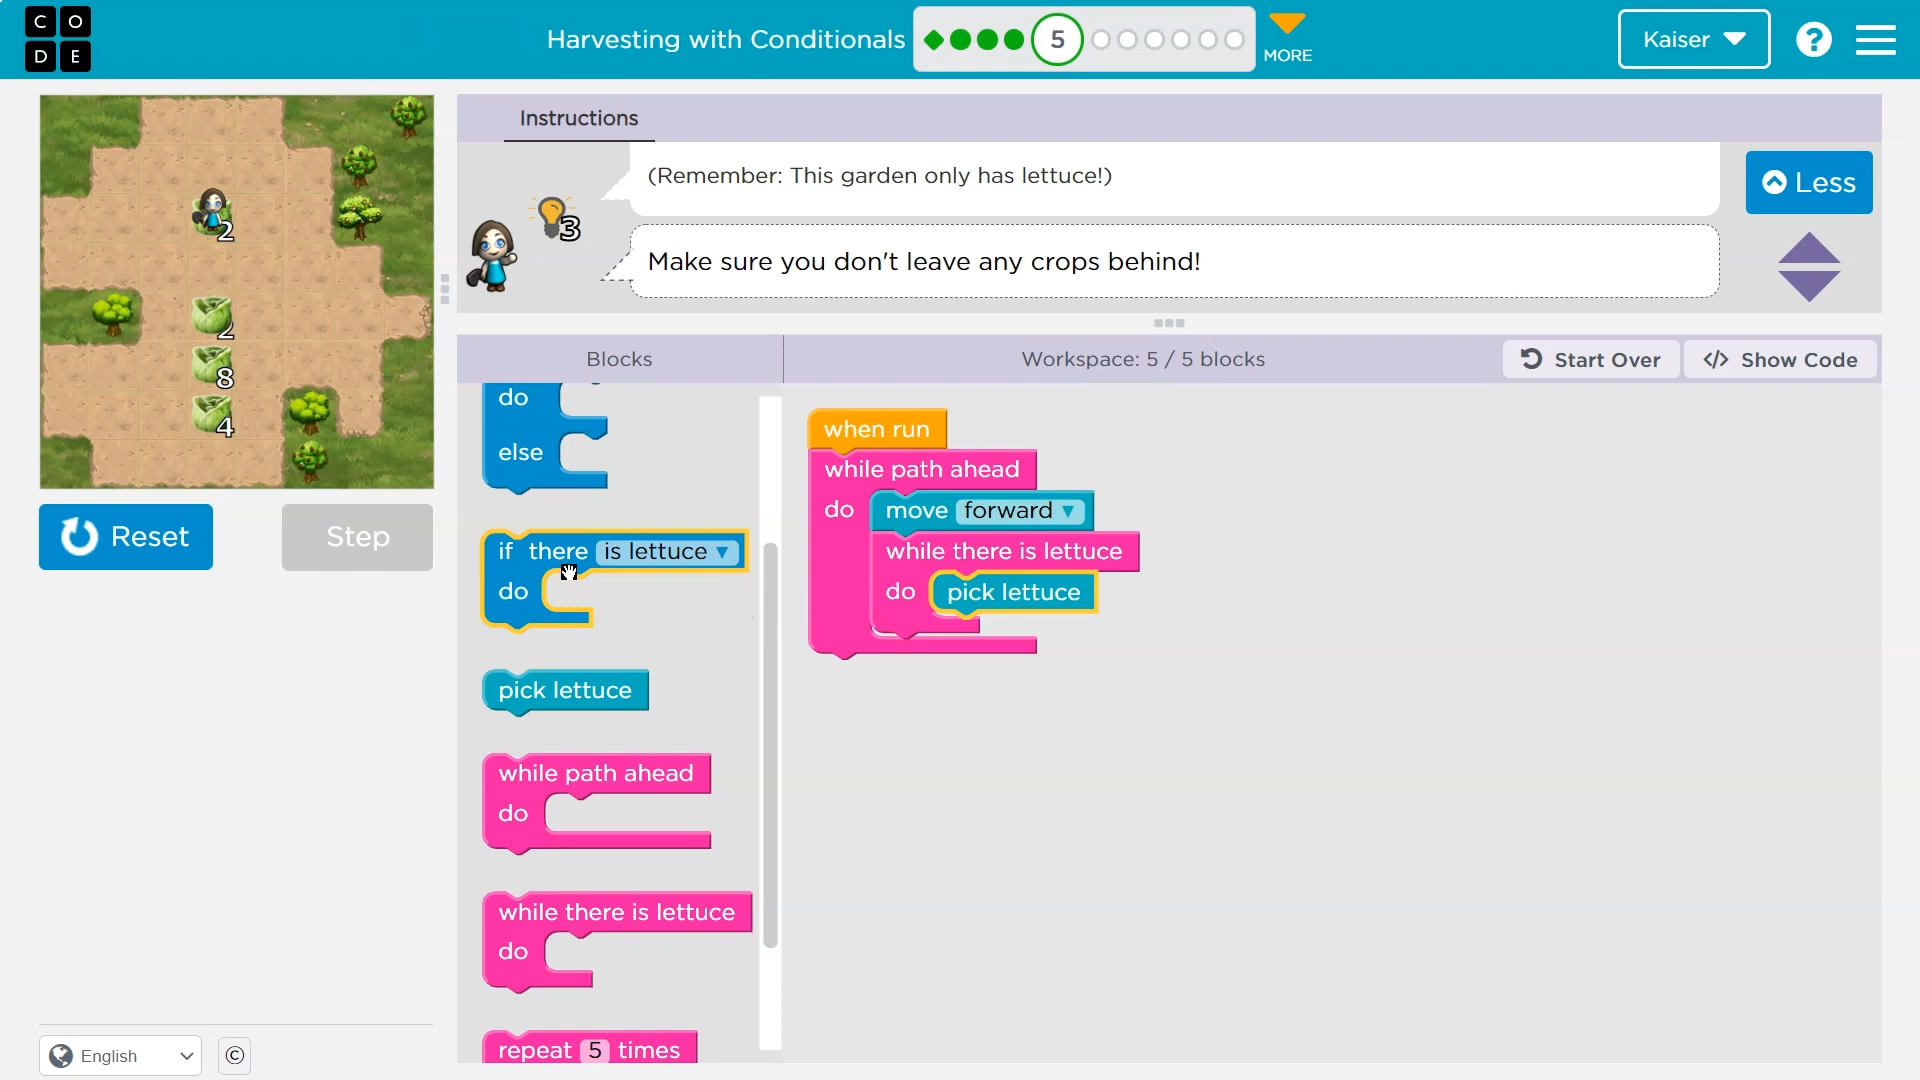 C O
D E
Harvesting with Conditionals
5
MORE
Kaiser
?
2
2
8
4
Reset
Step
English
©
Instructions
(Remember: This garden only has lettuce!)
3
Make sure you don't leave any crops behind!
Less
Blocks
Workspace: 5 / 5 blocks
Start Over
</> Show Code
do
else
if there is lettuce ▼
do
pick lettuce
while path ahead
do
while there is lettuce
do
repeat 5 times
when run
while path ahead
do move forward ▼
while there is lettuce
do pick lettuce